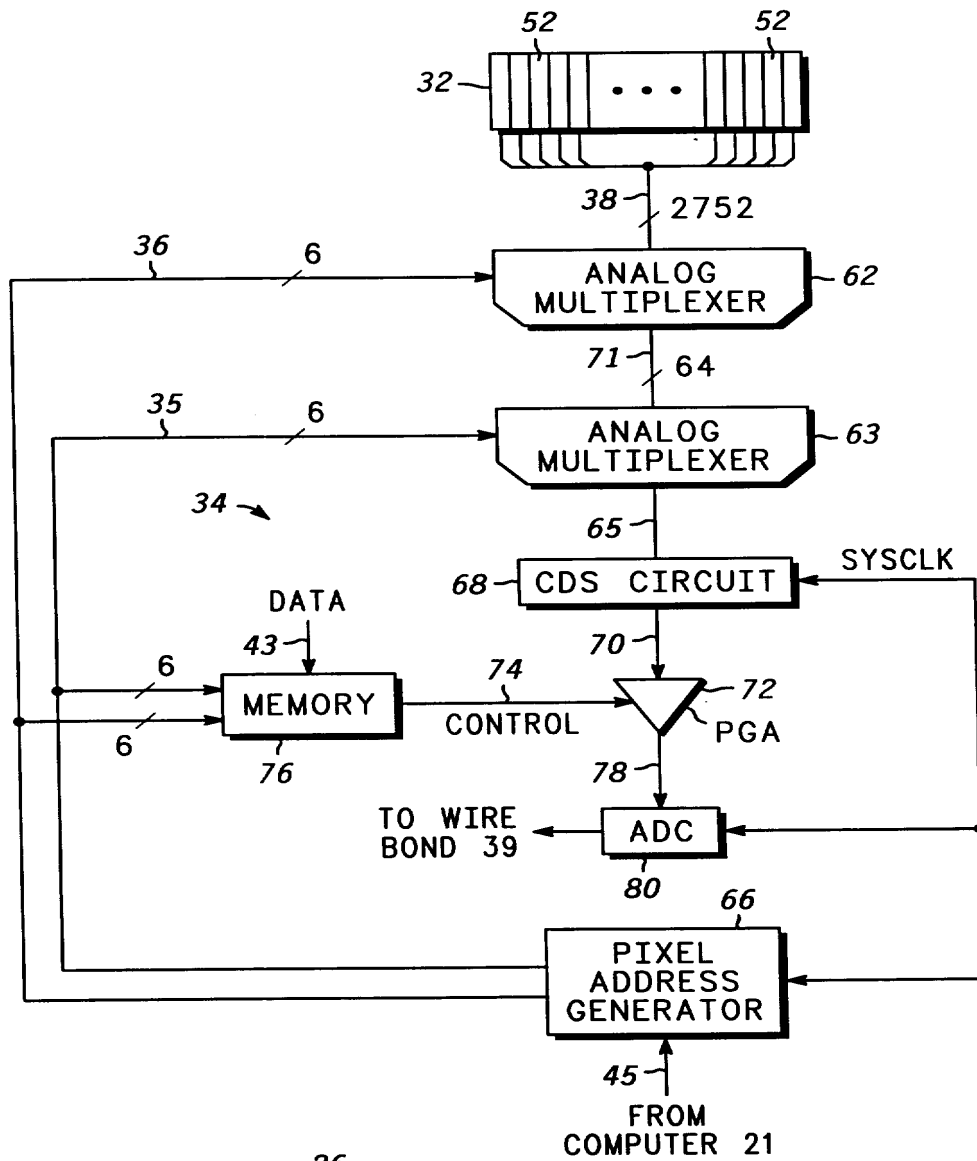 52 52
32
38 2752
36 6
ANALOG
MULTIPLEXER
62
71 64
35 6
ANALOG
MULTIPLEXER
63
34
65
SYSCLK
68 CDS CIRCUIT
DATA
43
70
6
MEMORY
74
CONTROL
72
PGA
6
76
78
TO WIRE
BOND 39
ADC
80
66
PIXEL
ADDRESS
GENERATOR
45
FROM
COMPUTER 21